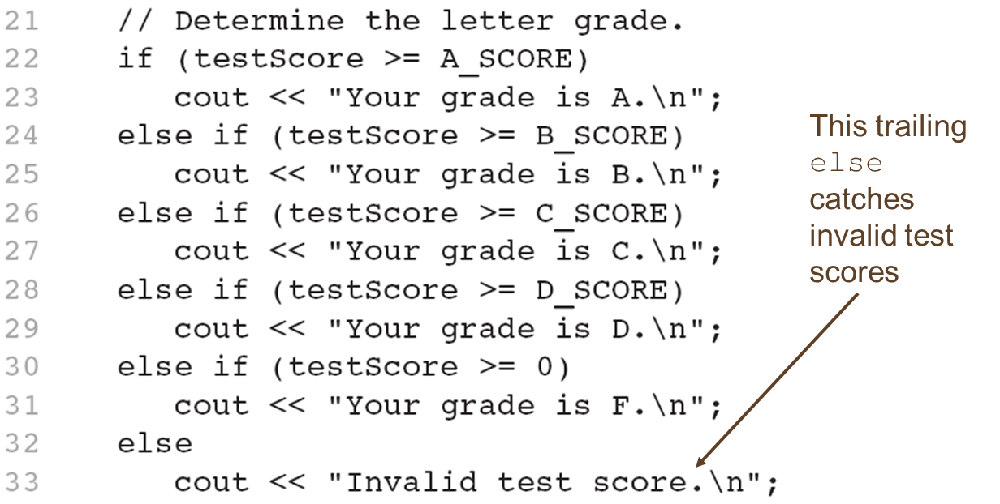 21 // Determine the letter grade.
22 if (testScore >= A_SCORE)
23 cout << "Your grade is A.\n";
24 else if (testScore >= B_SCORE)
25 cout << "Your grade is B.\n";
26 else if (testScore >= C_SCORE)
27 cout << "Your grade is C.\n";
28 else if (testScore >= D_SCORE)
29 cout << "Your grade is D.\n";
30 else if (testScore >= 0)
31 cout << "Your grade is F.\n";
32 else
33 cout << "Invalid test score.\n";
This trailing
else
catches
invalid test
scores